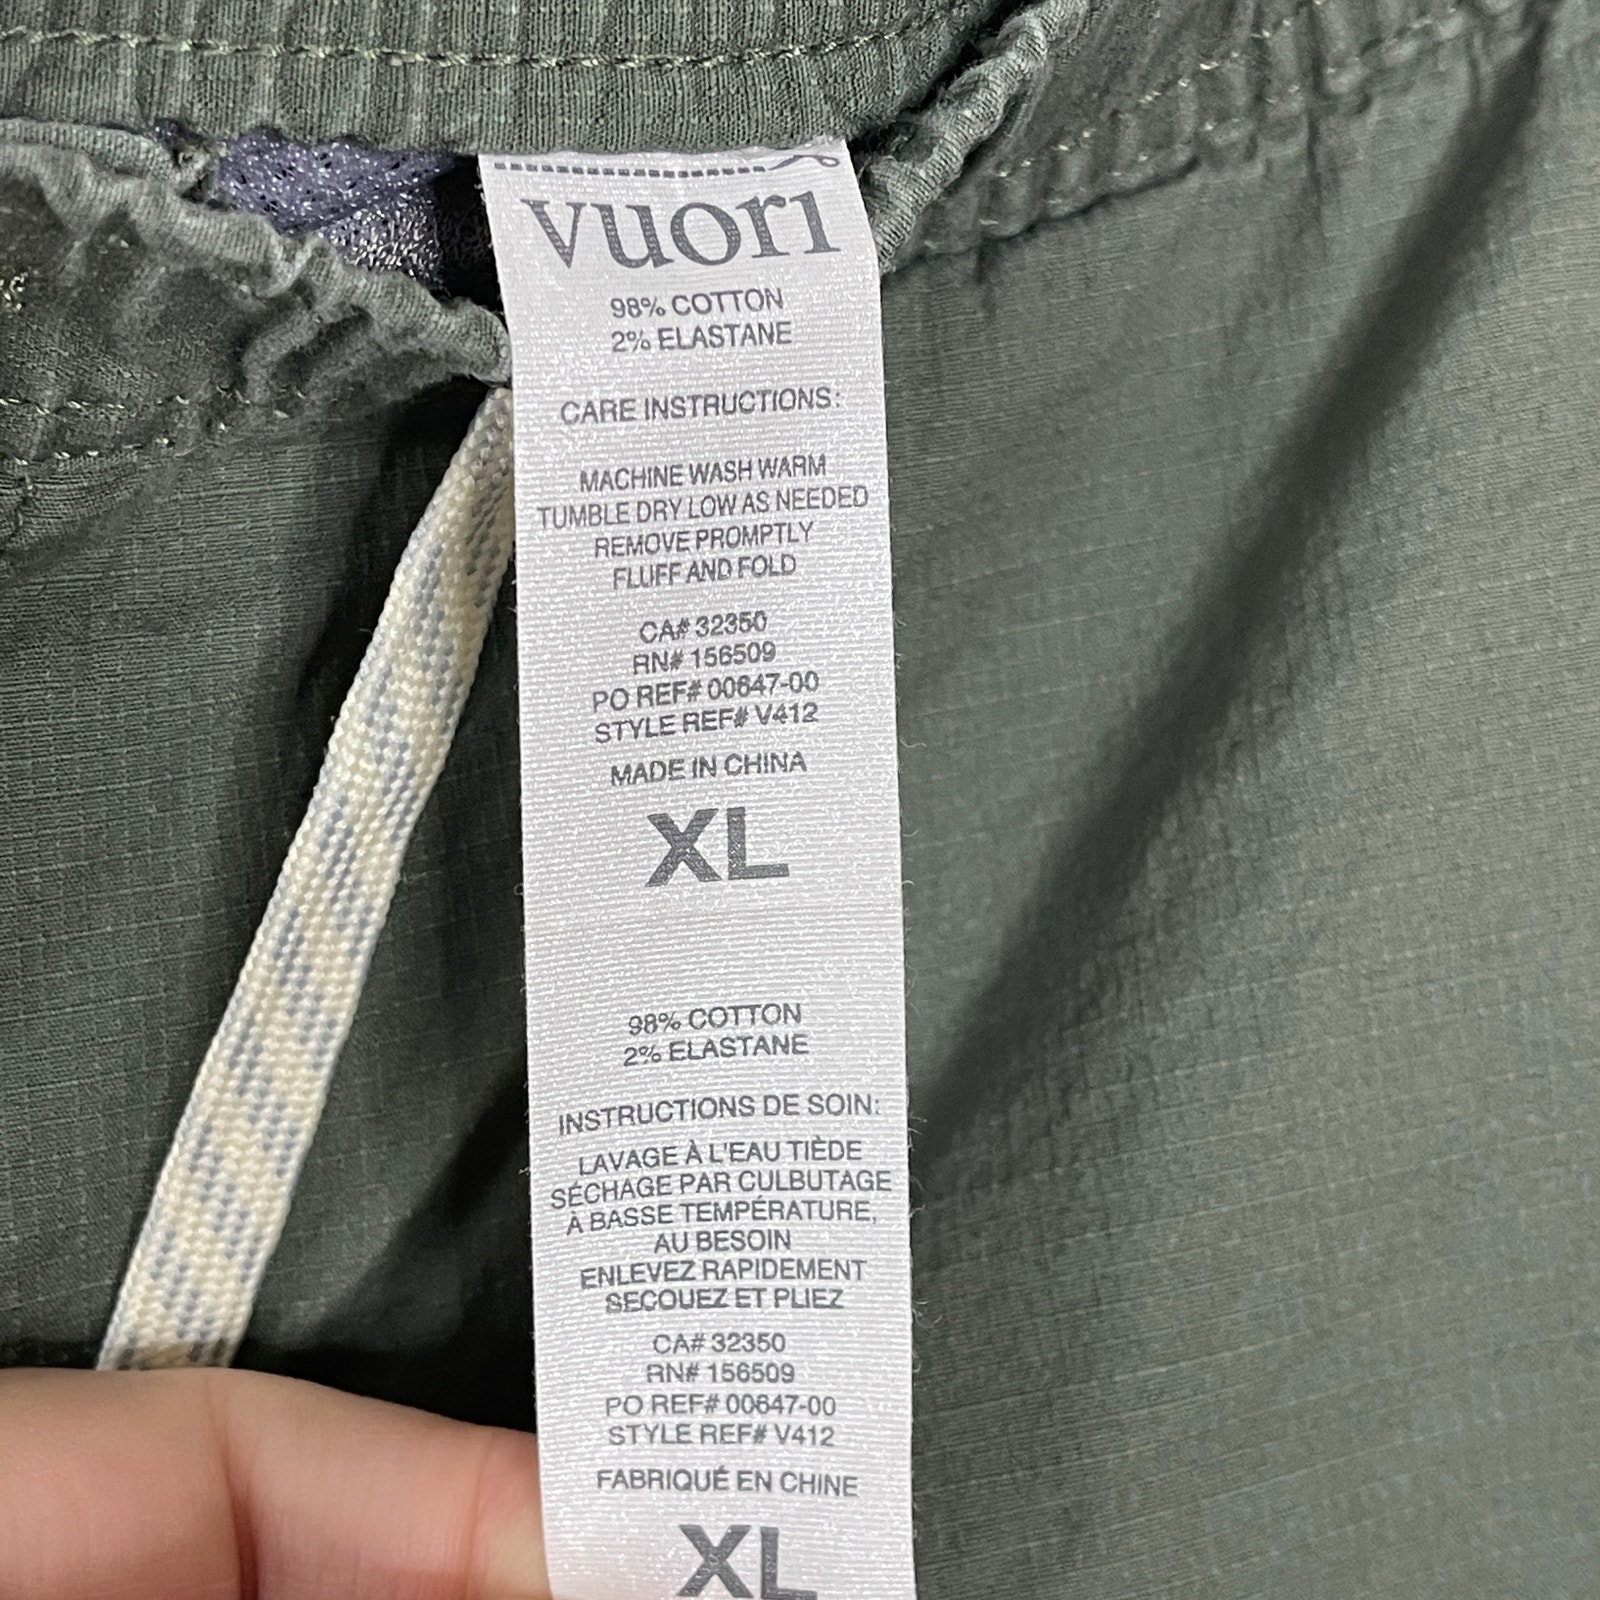 vuori
98% COTTON
2% ELASTANE
CARE INSTRUCTIONS:
MACHINE WASH WARM
TUMBLE DRY LOW AS NEEDED
REMOVE PROMPTLY
FLUFF AND FOLD
CA# 32350
RN# 156509
PO REF# 00647-00
STYLE REF# V412
MADE IN CHINA
XL
98% COTTON
2% ELASTANE
INSTRUCTIONS DE SOIN:
LAVAGE À L'EAU TIÈDE
SÉCHAGE PAR CULBUTAGE
À BASSE TEMPÉRATURE,
AU BESOIN
ENLEVEZ RAPIDEMENT
SECOUEZ ET PLIEZ
CA# 32350
RN# 156509
PO REF# 00647-00
STYLE REF# V412
FABRIQUÉ EN CHINE
XL